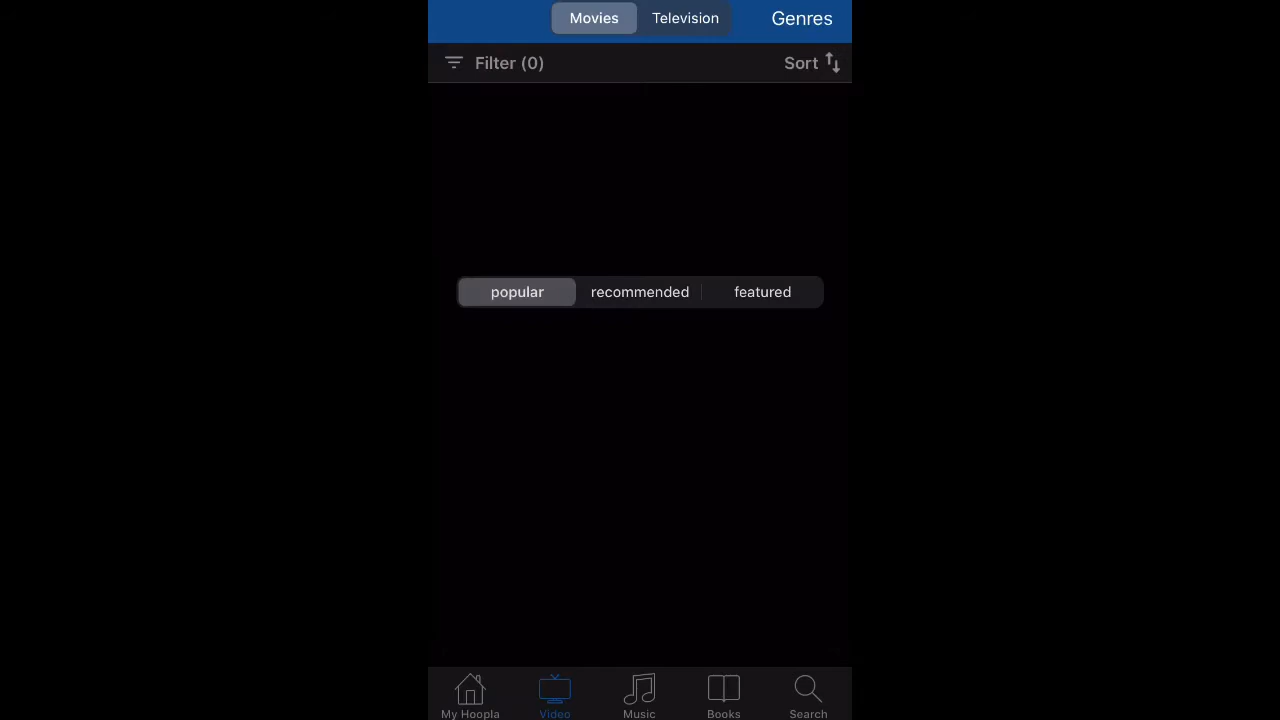 Movies Television Genres
Filter (0) Sort
popular recommended featured
My Hoopla Video Music Books Search